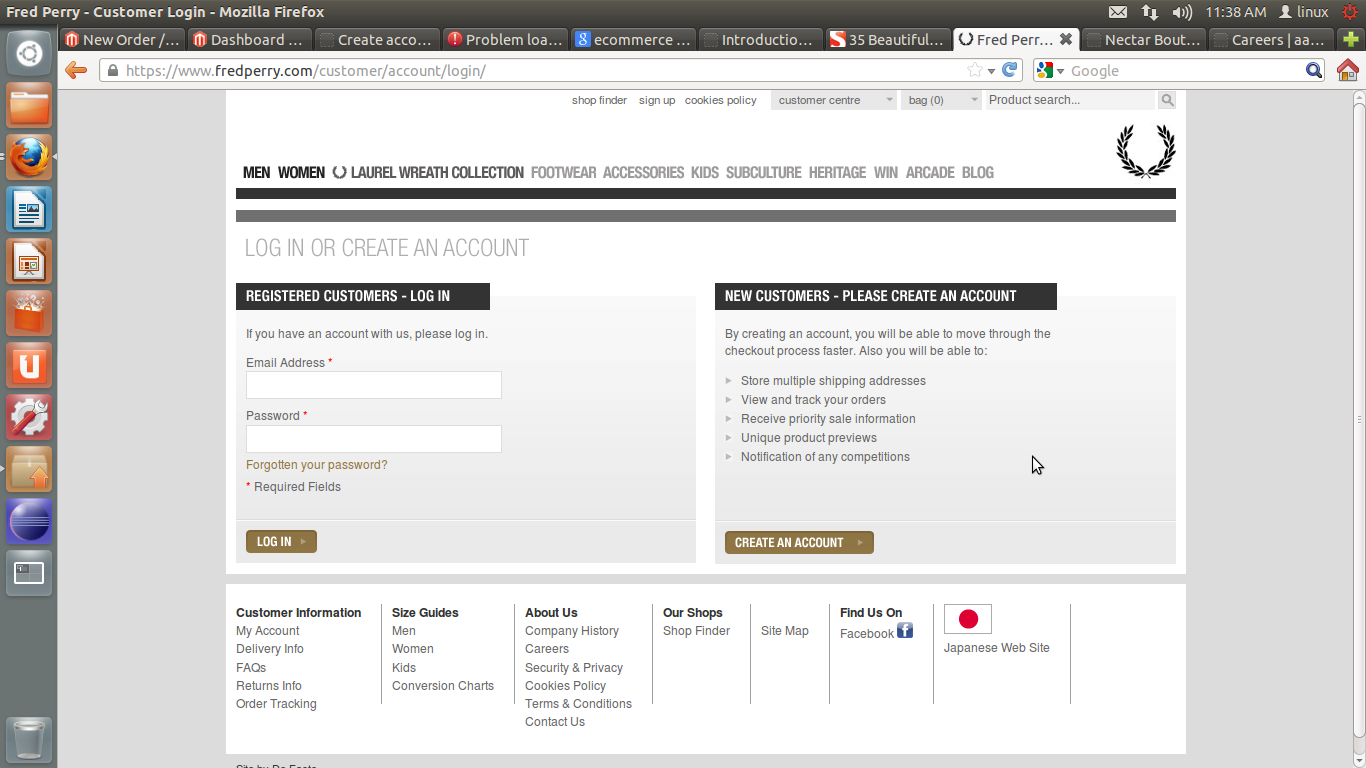 Fred Perry - Customer Login - Mozilla Firefox
11:38 AM linux
New Order /...
Dashboard ...
Create acco...
Problem loa...
ecommerce ...
Introductio...
35 Beautiful...
Fred Perr...
Nectar Bout...
Careers | aa...
https://www.fredperry.com/customer/account/login/
Google
shop finder sign up cookies policy customer centre bag (0) Product search...
MEN WOMEN LAUREL WREATH COLLECTION FOOTWEAR ACCESSORIES KIDS SUBCULTURE HERITAGE WIN ARCADE BLOG
LOG IN OR CREATE AN ACCOUNT
REGISTERED CUSTOMERS - LOG IN
If you have an account with us, please log in.
Email Address *
Password *
Forgotten your password?
* Required Fields
LOG IN
NEW CUSTOMERS - PLEASE CREATE AN ACCOUNT
By creating an account, you will be able to move through the
checkout process faster. Also you will be able to:
Store multiple shipping addresses
View and track your orders
Receive priority sale information
Unique product previews
Notification of any competitions
CREATE AN ACCOUNT
Customer Information
My Account
Delivery Info
FAQs
Returns Info
Order Tracking
Size Guides
Men
Women
Kids
Conversion Charts
About Us
Company History
Careers
Security & Privacy
Cookies Policy
Terms & Conditions
Contact Us
Our Shops
Shop Finder
Site Map
Find Us On
Facebook
Japanese Web Site